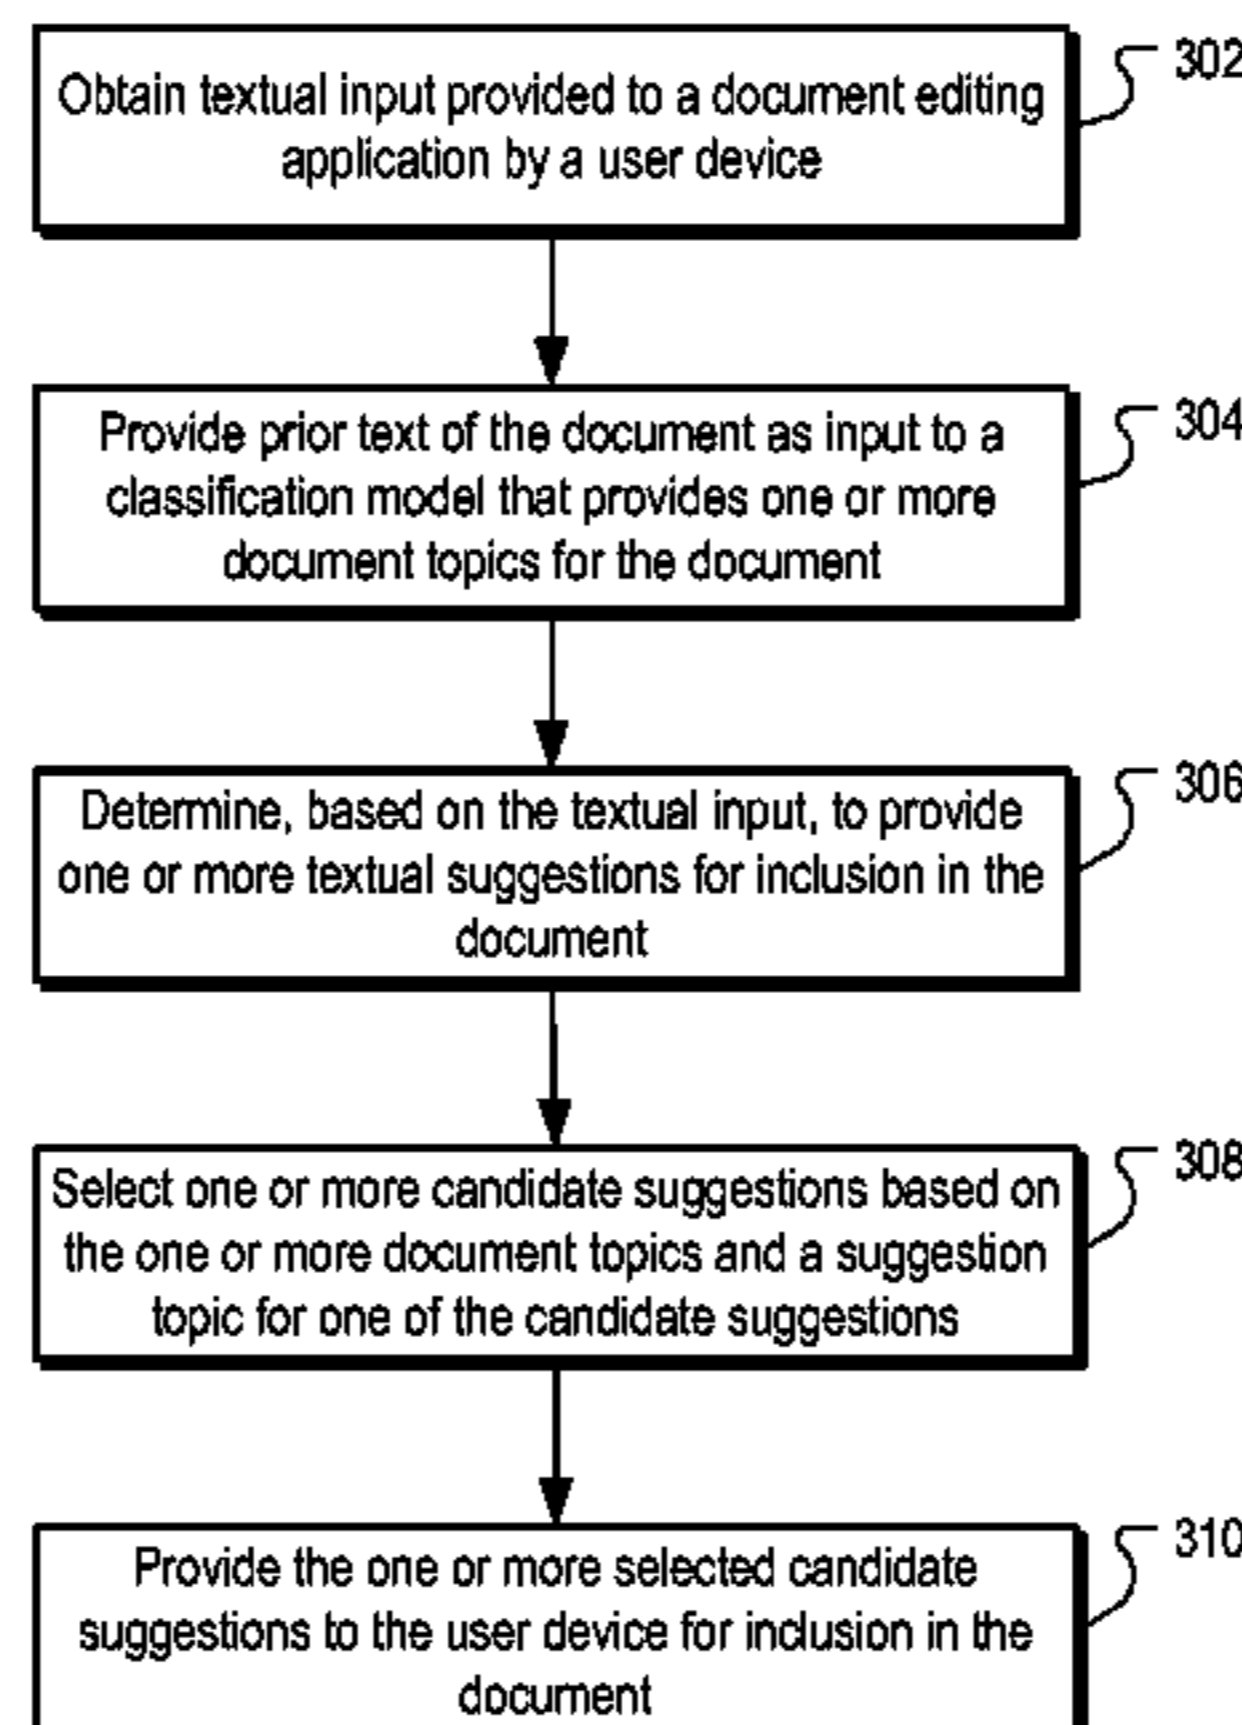 302
Obtain textual input provided to a document editing
application by a user device
304
Provide prior text of the document as input to a
classification model that provides one or more
document topics for the document
306
Determine, based on the textual input, to provide
one or more textual suggestions for inclusion in the
document
308
Select one or more candidate suggestions based on
the one or more document topics and a suggestion
topic for one of the candidate suggestions
310
Provide the one or more selected candidate
suggestions to the user device for inclusion in the
document